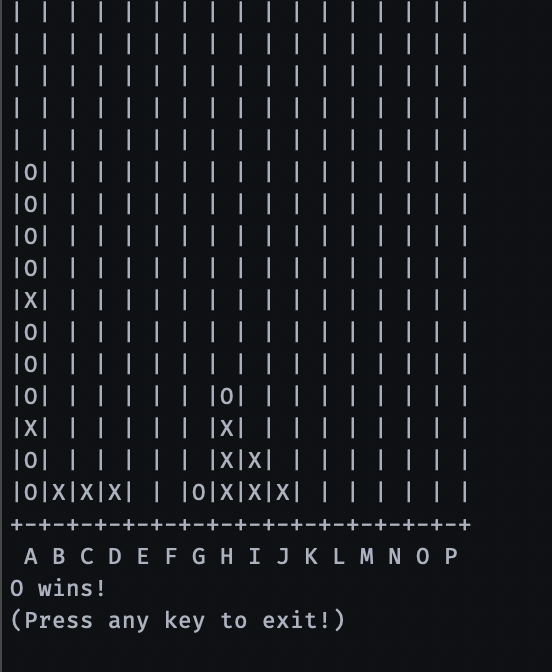 | | | | | | | | | | | | | | | | |
| | | | | | | | | | | | | | | | |
| | | | | | | | | | | | | | | | |
| | | | | | | | | | | | | | | | |
| | | | | | | | | | | | | | | | |
|O| | | | | | | | | | | | | | | |
|O| | | | | | | | | | | | | | | |
|O| | | | | | | | | | | | | | | |
|O| | | | | | | | | | | | | | | |
|X| | | | | | | | | | | | | | | |
|O| | | | | | | | | | | | | | | |
|O| | | | | | | | | | | | | | | |
|O| | | | | | |O| | | | | | | | |
|X| | | | | | |X| | | | | | | | |
|O| | | | | | |X|X| | | | | | | |
|O|X|X|X| | |O|X|X|X| | | | | | |
+-+-+-+-+-+-+-+-+-+-+-+-+-+-+-+-+
A B C D E F G H I J K L M N O P
O wins!
(Press any key to exit!)